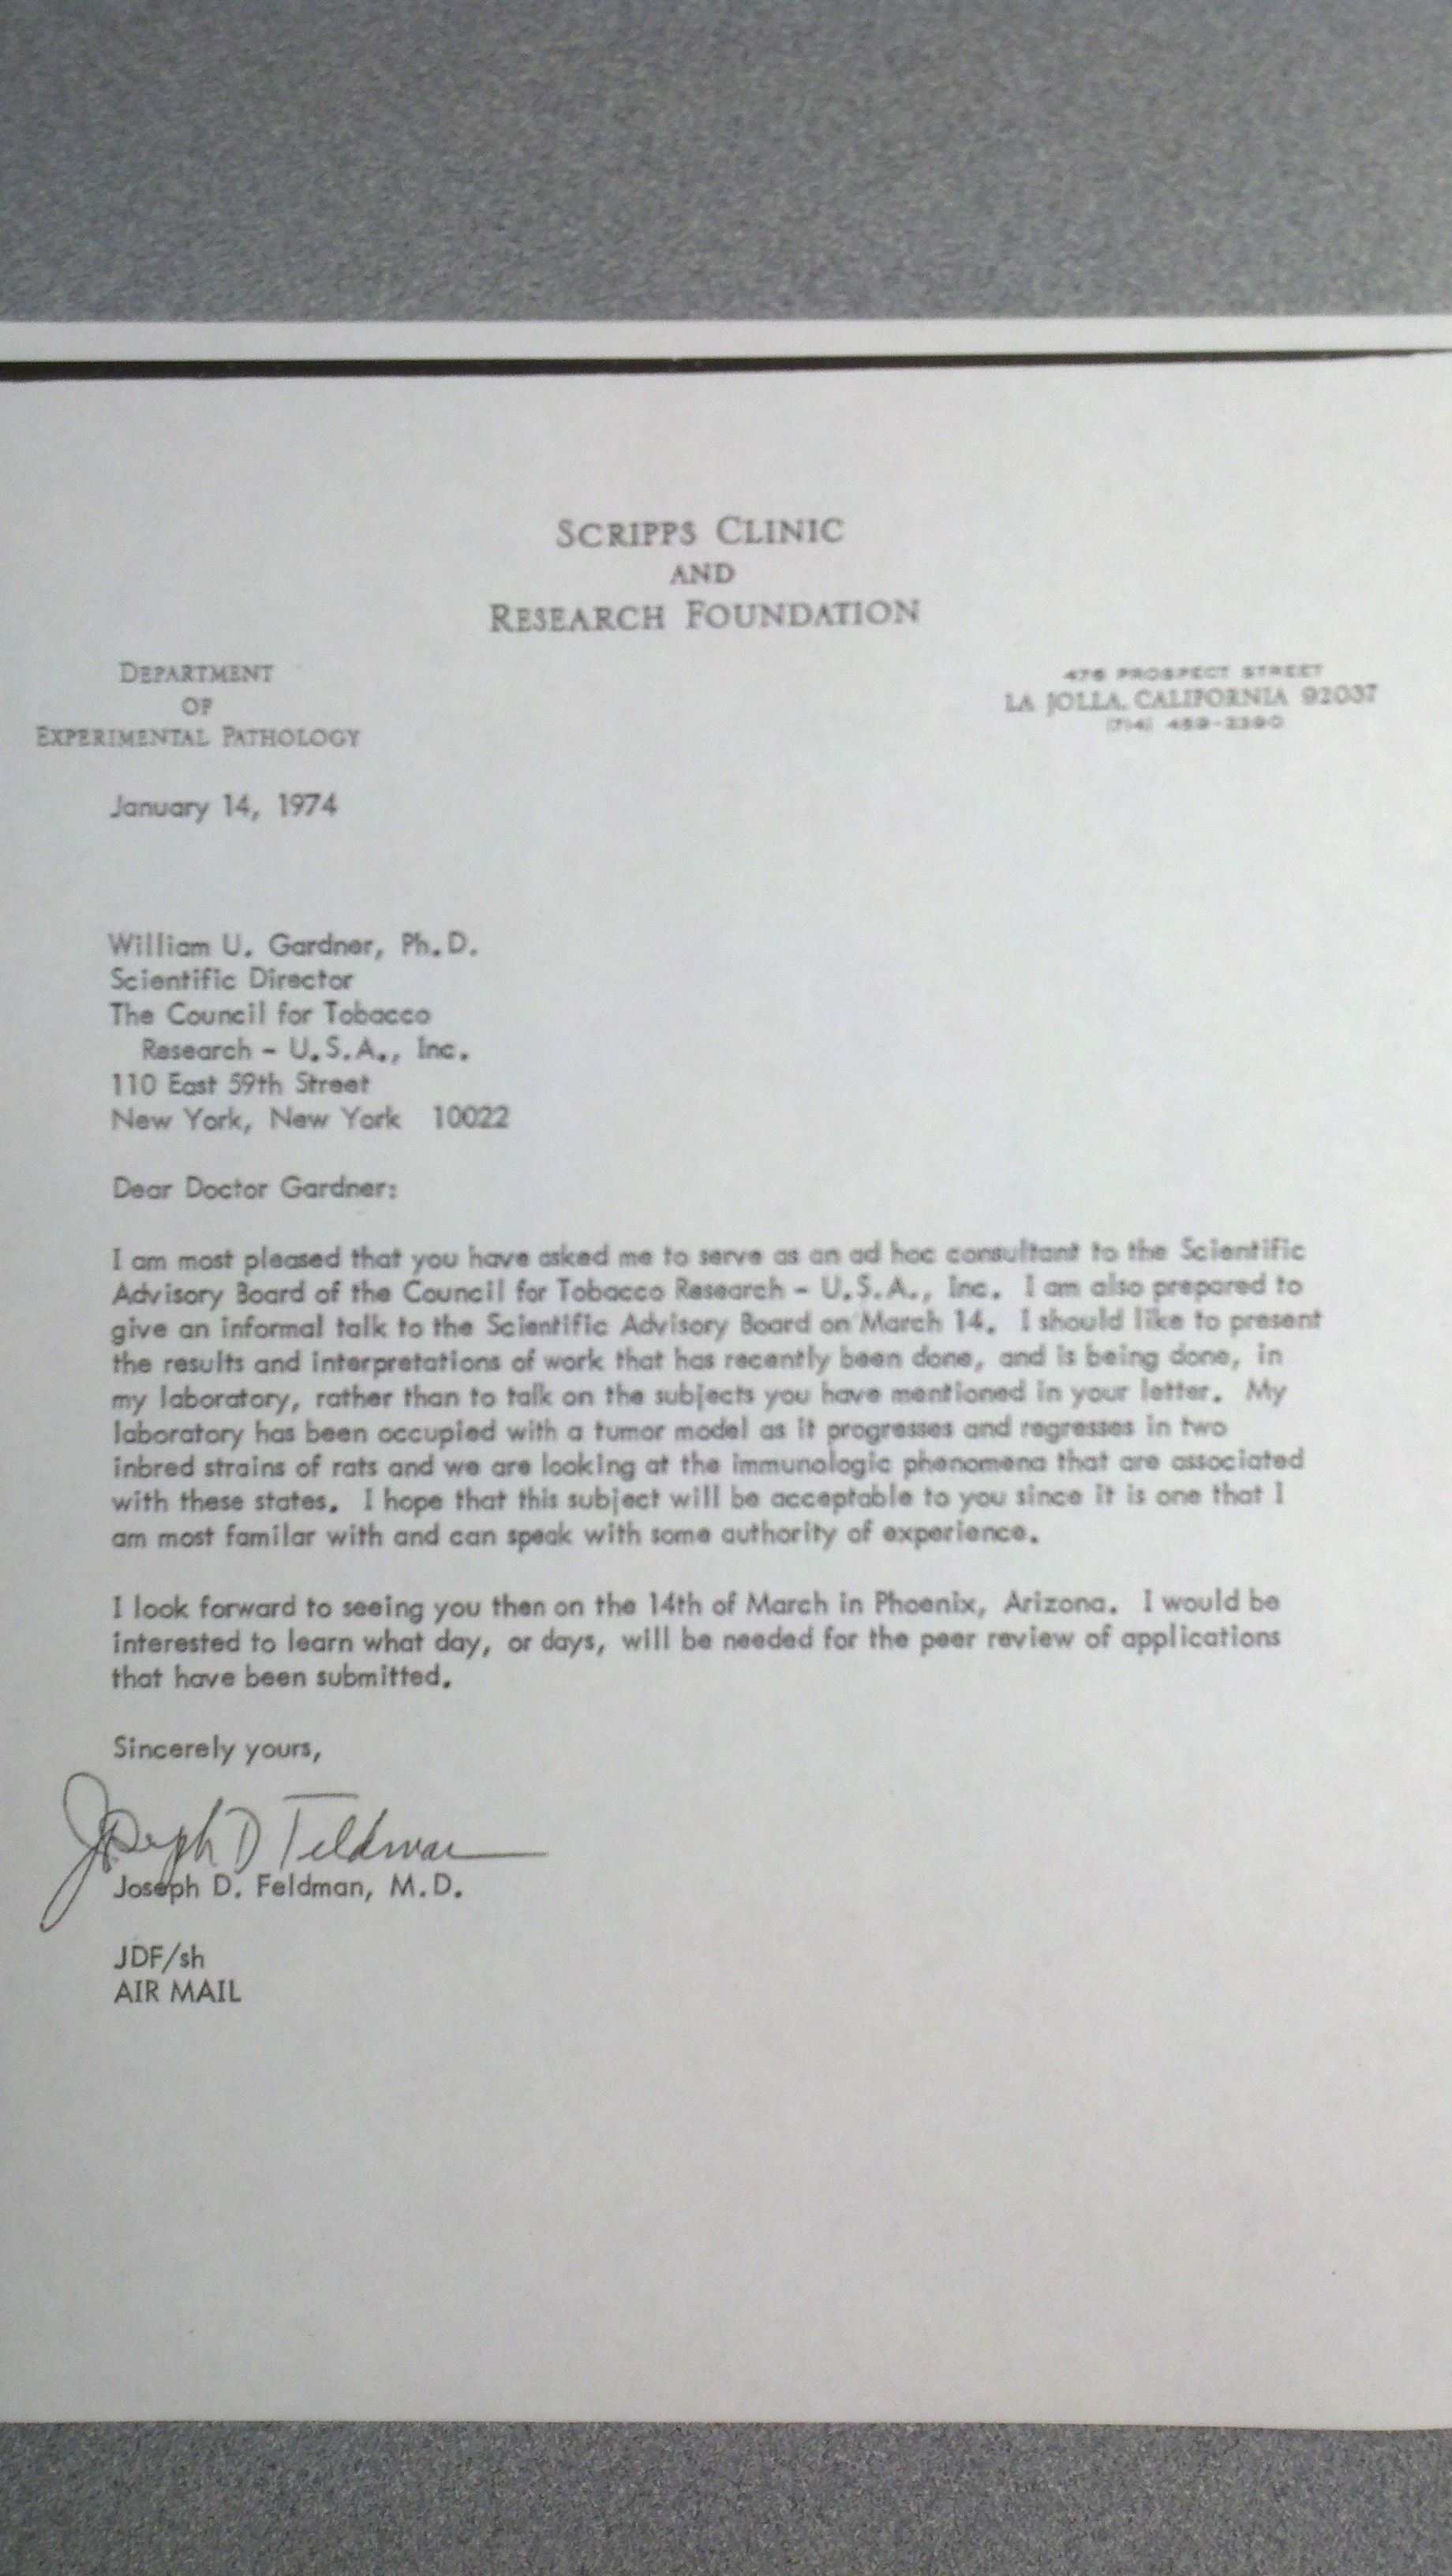 SCRIPPS CLINIC
AND
RESEARCH FOUNDATION
DEPARTMENT
OF
EXPERIMENTAL PATHOLOGY
476 PROSPECT STREET
LA JOLLA, CALIFORNIA 92037
(714) 459-2390
January 14, 1974
William U. Gardner, Ph.D.
Scientific Director
The Council for Tobacco
Research - U.S.A., Inc.
110 East 59th Street
New York, New York 10022
Dear Doctor Gardner:
I am most pleased that you have asked me to serve as an ad hoc consultant to the Scientific
Advisory Board of the Council for Tobacco Research - U.S.A., Inc. I am also prepared to
give an informal talk to the Scientific Advisory Board on March 14. I should like to present
the results and interpretations of work that has recently been done, and is being done, in
my laboratory, rather than to talk on the subjects you have mentioned in your letter. My
laboratory has been occupied with a tumor model as it progresses and regresses in two
inbred strains of rats and we are looking at the immunologic phenomena that are associated
with these states. I hope that this subject will be acceptable to you since it is one that I
am most familar with and can speak with some authority of experience.
I look forward to seeing you then on the 14th of March in Phoenix, Arizona. I would be
interested to learn what day, or days, will be needed for the peer review of applications
that have been submitted.
Sincerely yours,
Joseph D Feldman
Joseph D. Feldman, M.D.
JDF/sh
AIR MAIL